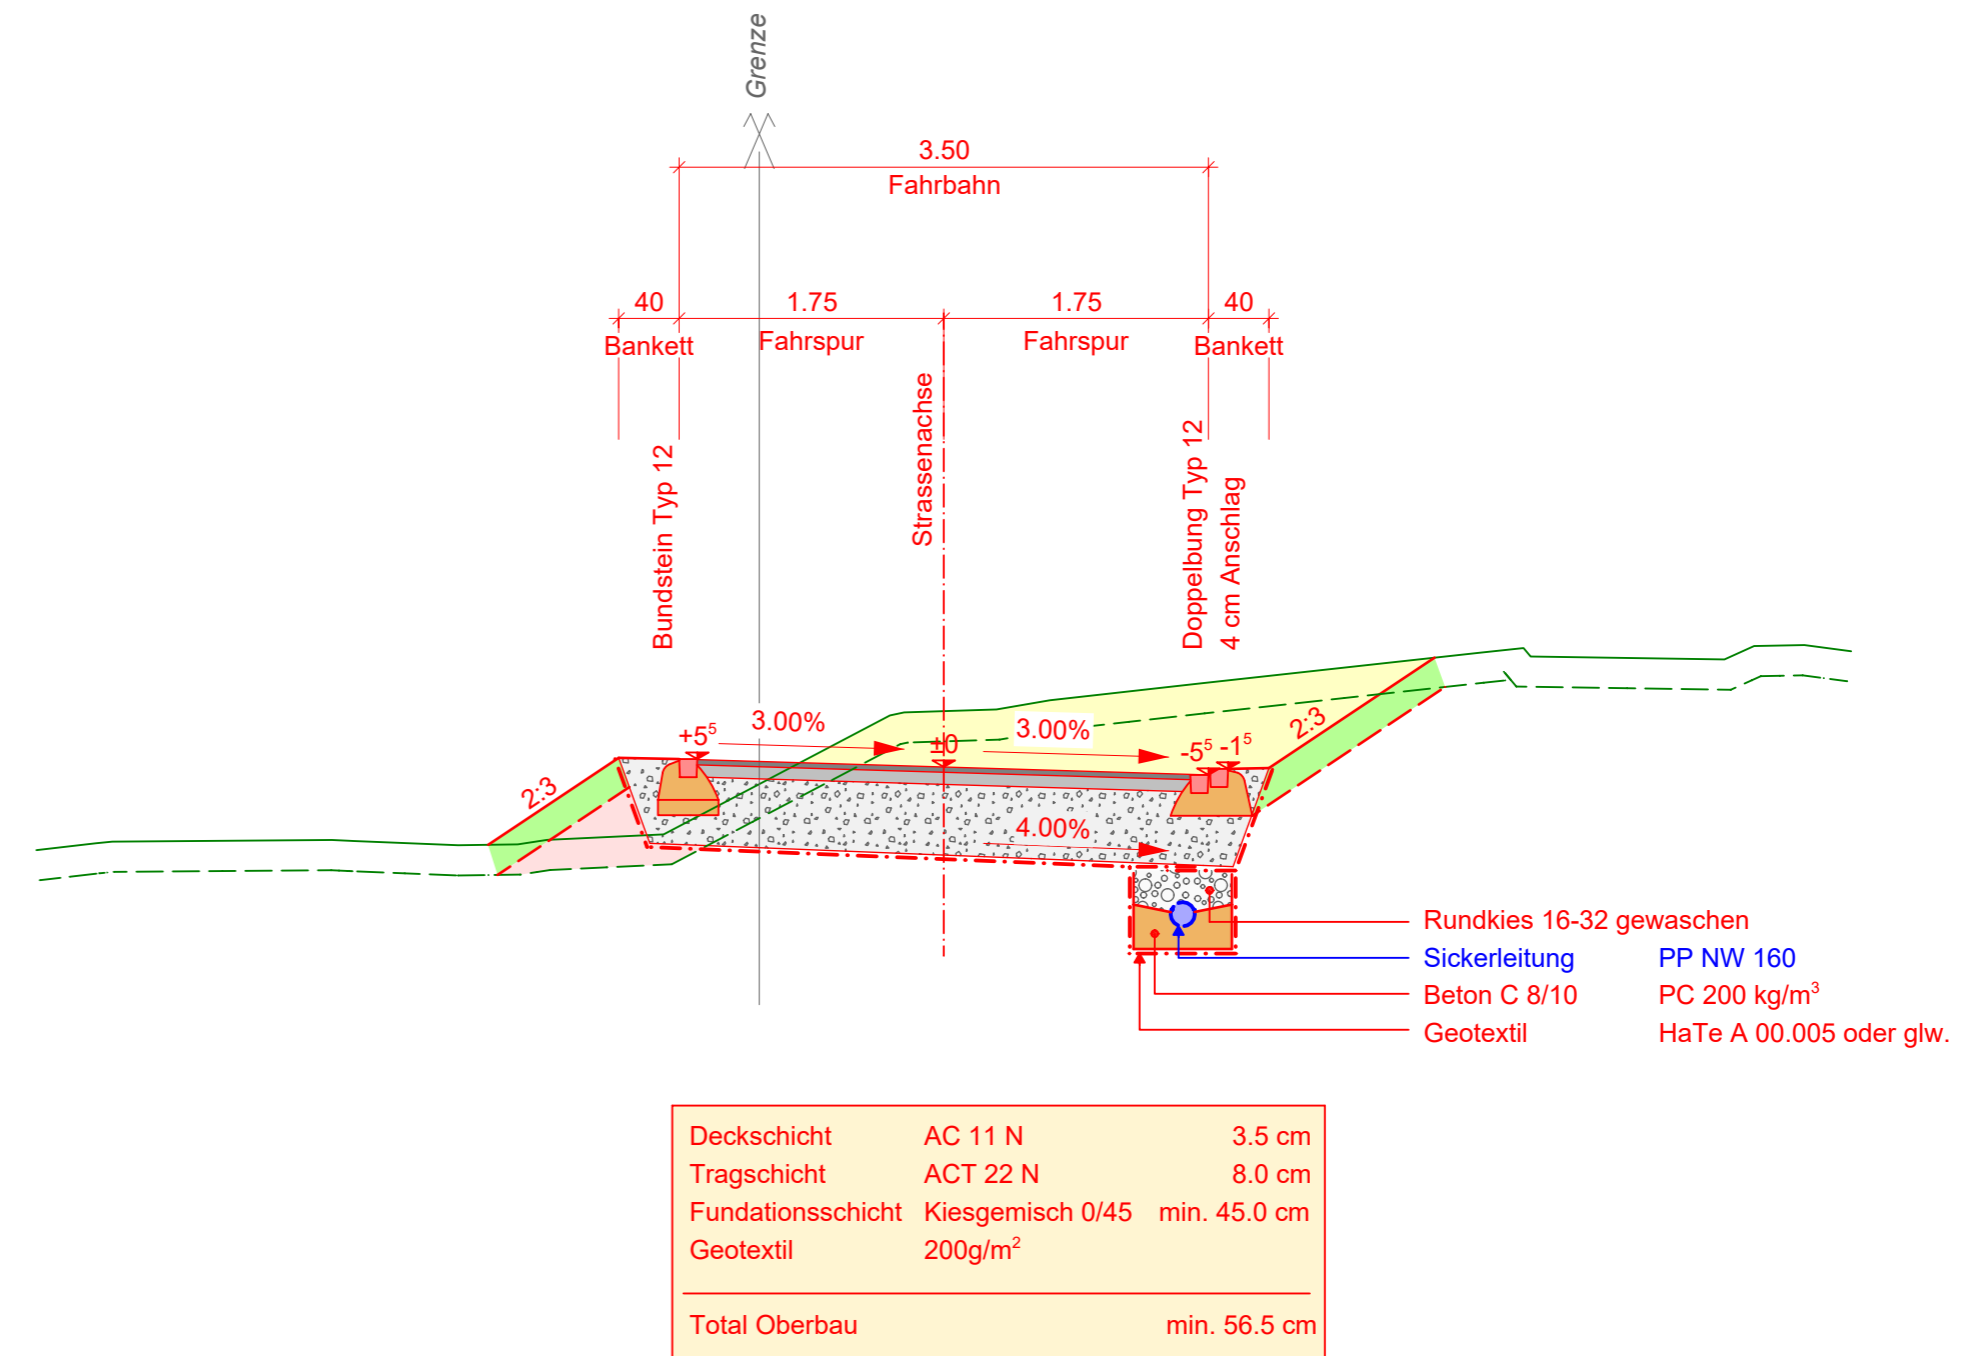 Grenze
3.50
Fahrbahn
40 1.75 1.75 40
Bankett Fahrspur Fahrspur Bankett
Strassenachse
Bundstein Typ 12
Doppelbung Typ 12
4 cm Anschlag
+5⁵ 3.00% ±0 3.00% -5⁵ -1⁵
2:3
2:3
4.00%
Rundkies 16-32 gewaschen
Sickerleitung PP NW 160
Beton C 8/10 PC 200 kg/m³
Geotextil HaTe A 00.005 oder glw.
Deckschicht AC 11 N 3.5 cm
Tragschicht ACT 22 N 8.0 cm
Fundationsschicht Kiesgemisch 0/45 min. 45.0 cm
Geotextil 200g/m²
Total Oberbau min. 56.5 cm